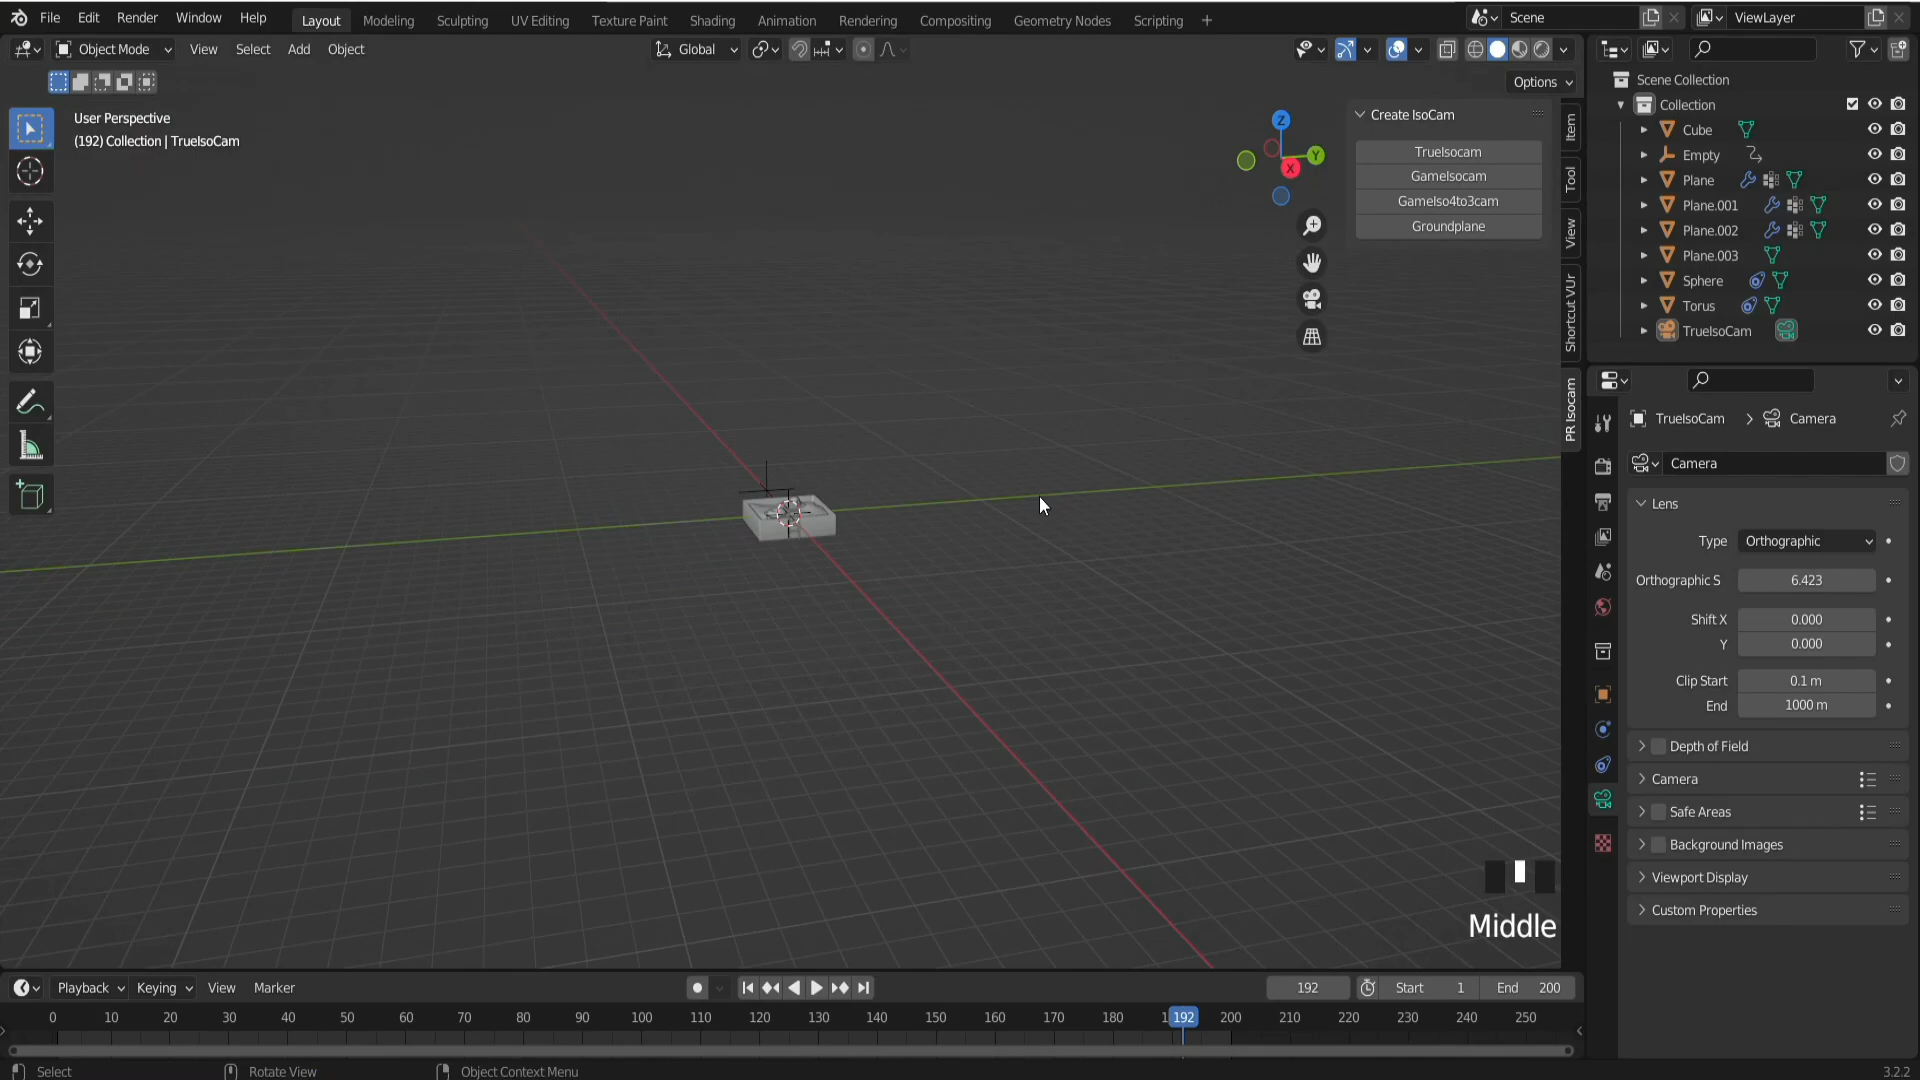 File Edit Render Window Help Layout Modeling Sculpting UV Editing Texture Paint Shading Animation Rendering Compositing Geometry Nodes Scripting + Scene ViewLayer
Object Mode View Select Add Object Global
Options
User Perspective
(192) Collection | TrueIsoCam
Z
Y
X
Create IsoCam
TrueIsocam
GameIsocam
GameIso4to3cam
Groundplane
Item
Tool
View
Shortcut VUr
PR Isocam
Scene Collection
Collection
Cube
Empty
Plane
Plane.001
Plane.002
Plane.003
Sphere
Torus
TrueIsoCam
TrueIsoCam > Camera
Camera
Lens
Type Orthographic
Orthographic S 6.423
Shift X 0.000
Y 0.000
Clip Start 0.1 m
End 1000 m
Depth of Field
Camera
Safe Areas
Background Images
Viewport Display
Custom Properties
Middle
Playback Keying View Marker 192 Start 1 End 200
0 10 20 30 40 50 60 70 80 90 100 110 120 130 140 150 160 170 180 192 200 210 220 230 240 250
Select Rotate View Object Context Menu 3.2.2